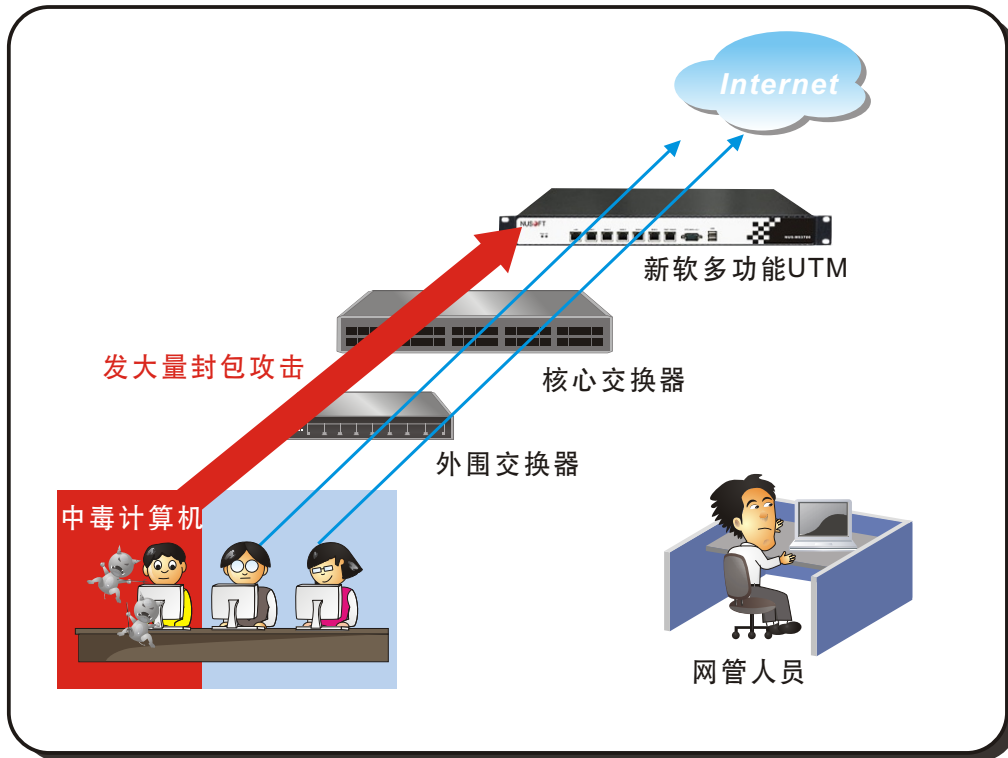 Internet
NUSOFT
新软多功能UTM
发大量封包攻击
核心交换器
外围交换器
中毒计算机
网管人员